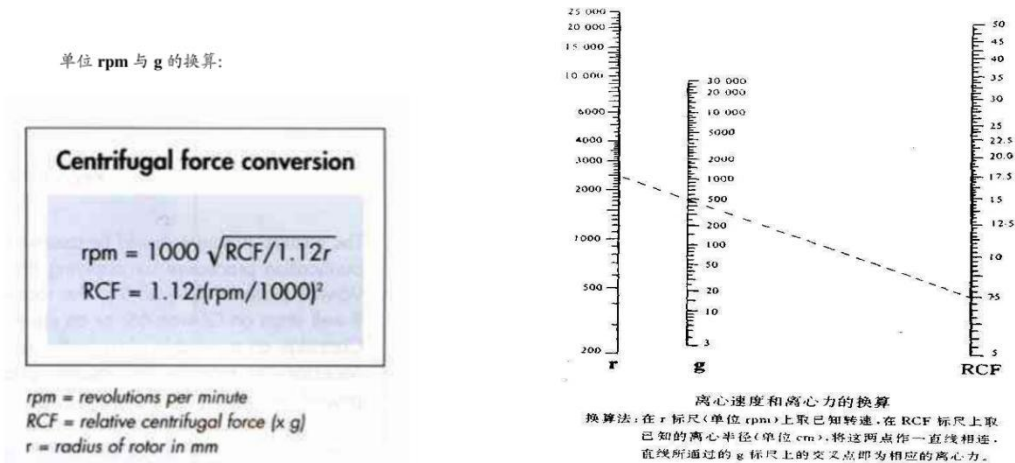 单位 rpm 与 g 的换算:
Centrifugal force conversion
rpm = 1000 √RCF/1.12r
RCF = 1.12r(rpm/1000)²
rpm = revolutions per minute
RCF = relative centrifugal force (x g)
r = radius of rotor in mm
25 000
20 000
15 000
10 000
6000
4000
3000
2000
1000
500
200
r
30 000
20 000
10 000
5000
2000
1000
500
200
100
50
20
10
3
g
50
45
40
35
30
25
22.5
20.0
17.5
15
12.5
10
75
5
RCF
离心速度和离心力的换算
换算法:在 r 标尺(单位 rpm)上取已知转速,在 RCF 标尺上取
已知的离心半径(单位 cm),将这两点作一直线相连,
直线所通过的 g 标尺上的交叉点即为相应的离心力。